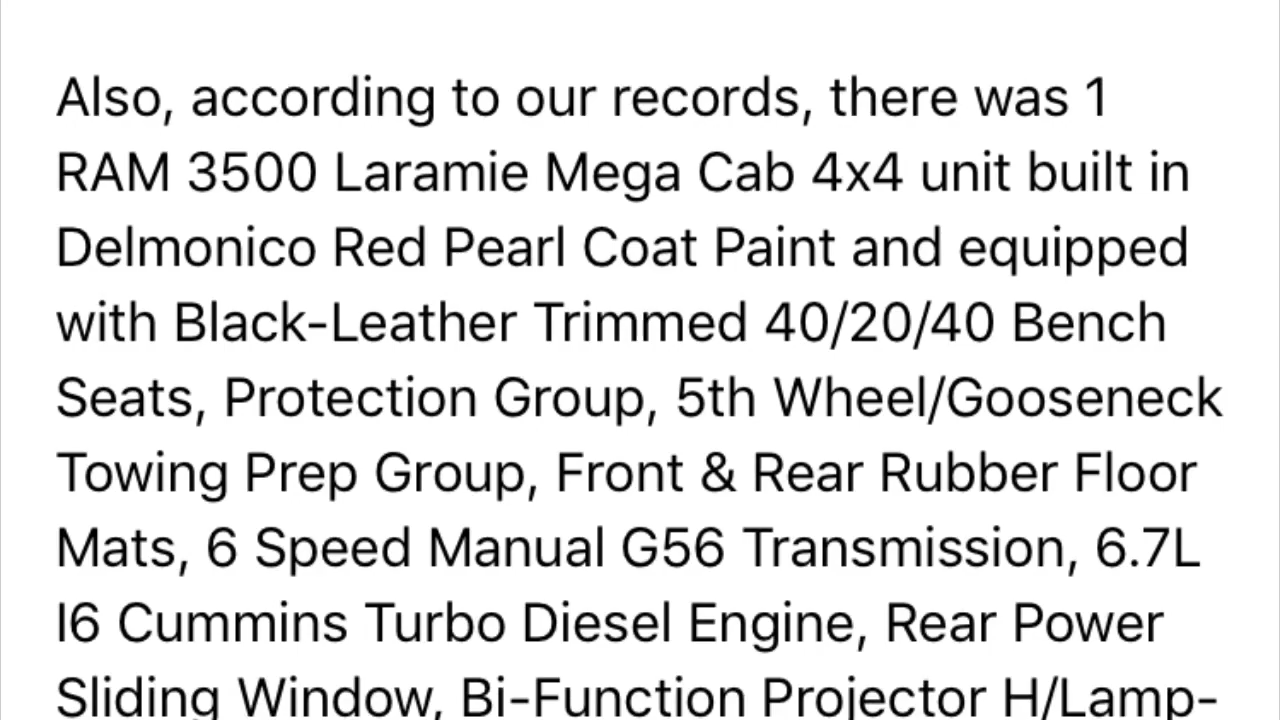 Also, according to our records, there was 1
RAM 3500 Laramie Mega Cab 4x4 unit built in
Delmonico Red Pearl Coat Paint and equipped
with Black-Leather Trimmed 40/20/40 Bench
Seats, Protection Group, 5th Wheel/Gooseneck
Towing Prep Group, Front & Rear Rubber Floor
Mats, 6 Speed Manual G56 Transmission, 6.7L
I6 Cummins Turbo Diesel Engine, Rear Power
Sliding Window, Bi-Function Projector H/Lamp-